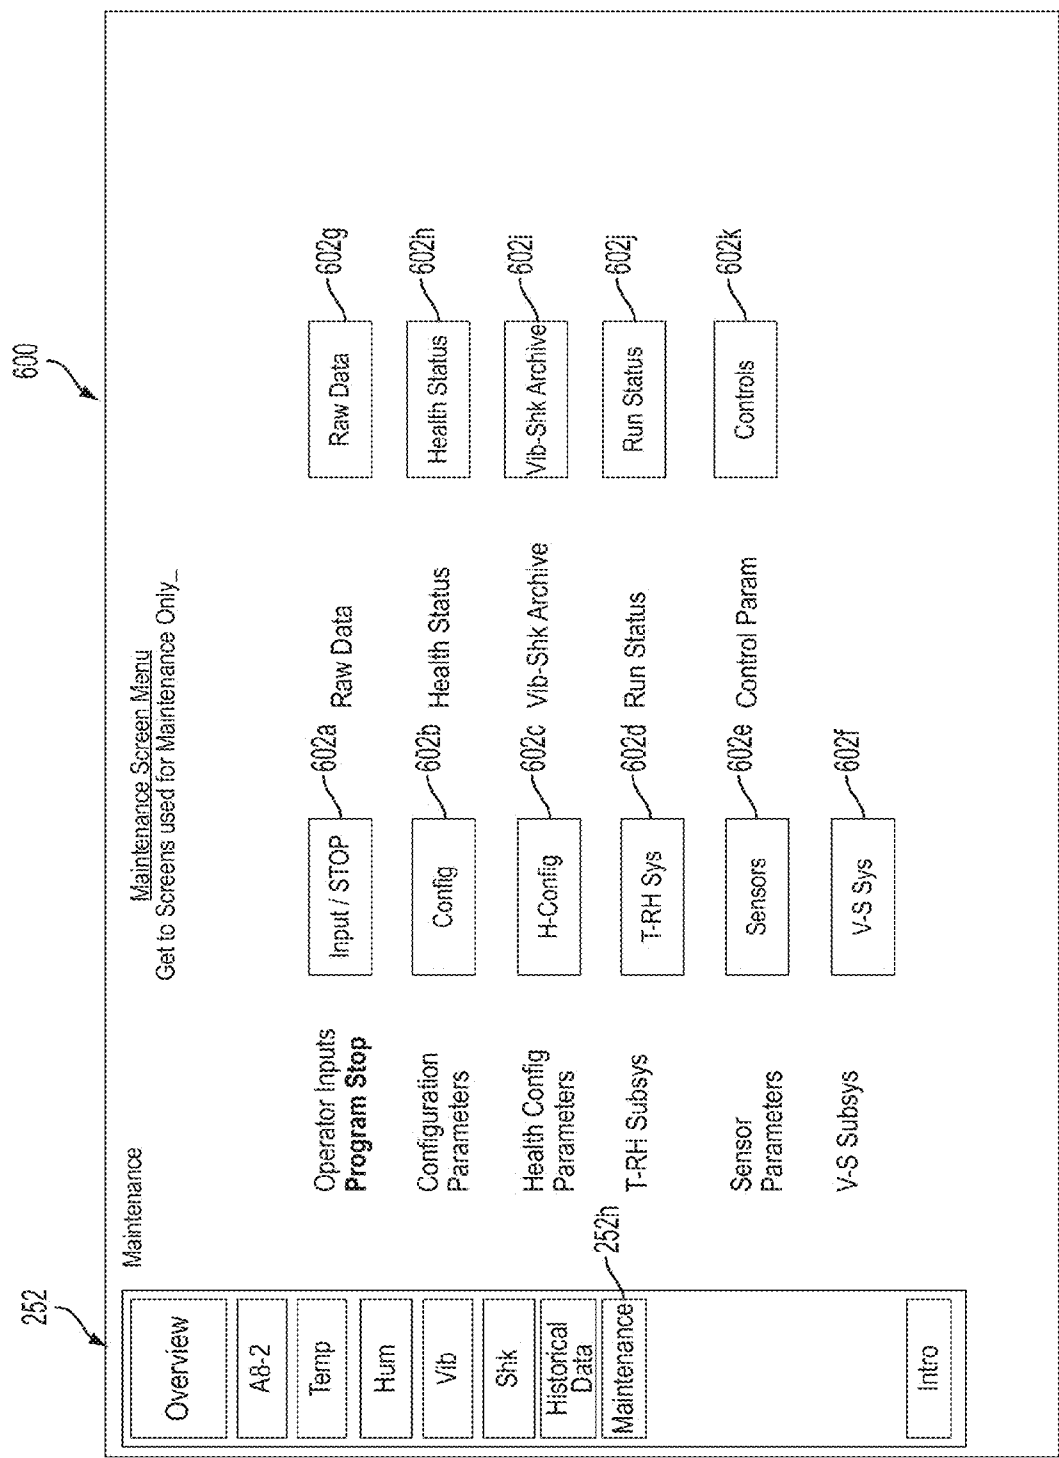 600
252
Overview
A8-2
Temp
Hum
Vib
Shk
Historical
Data
Maintenance
252h
Intro
Maintenance
Maintenance Screen Menu
Get to Screens used for Maintenance Only_
Operator Inputs
Program Stop
Input / STOP
602a
Raw Data
Raw Data
602g
Configuration
Parameters
Config
602b
Health Status
Health Status
602h
Health Config
Parameters
H-Config
602c
Vib-Shk Archive
Vib-Shk Archive
602i
T-RH Subsys
T-RH Sys
602d
Run Status
Run Status
602j
Sensor
Parameters
Sensors
602e
Control Param
Controls
602k
V-S Subsys
V-S Sys
602f